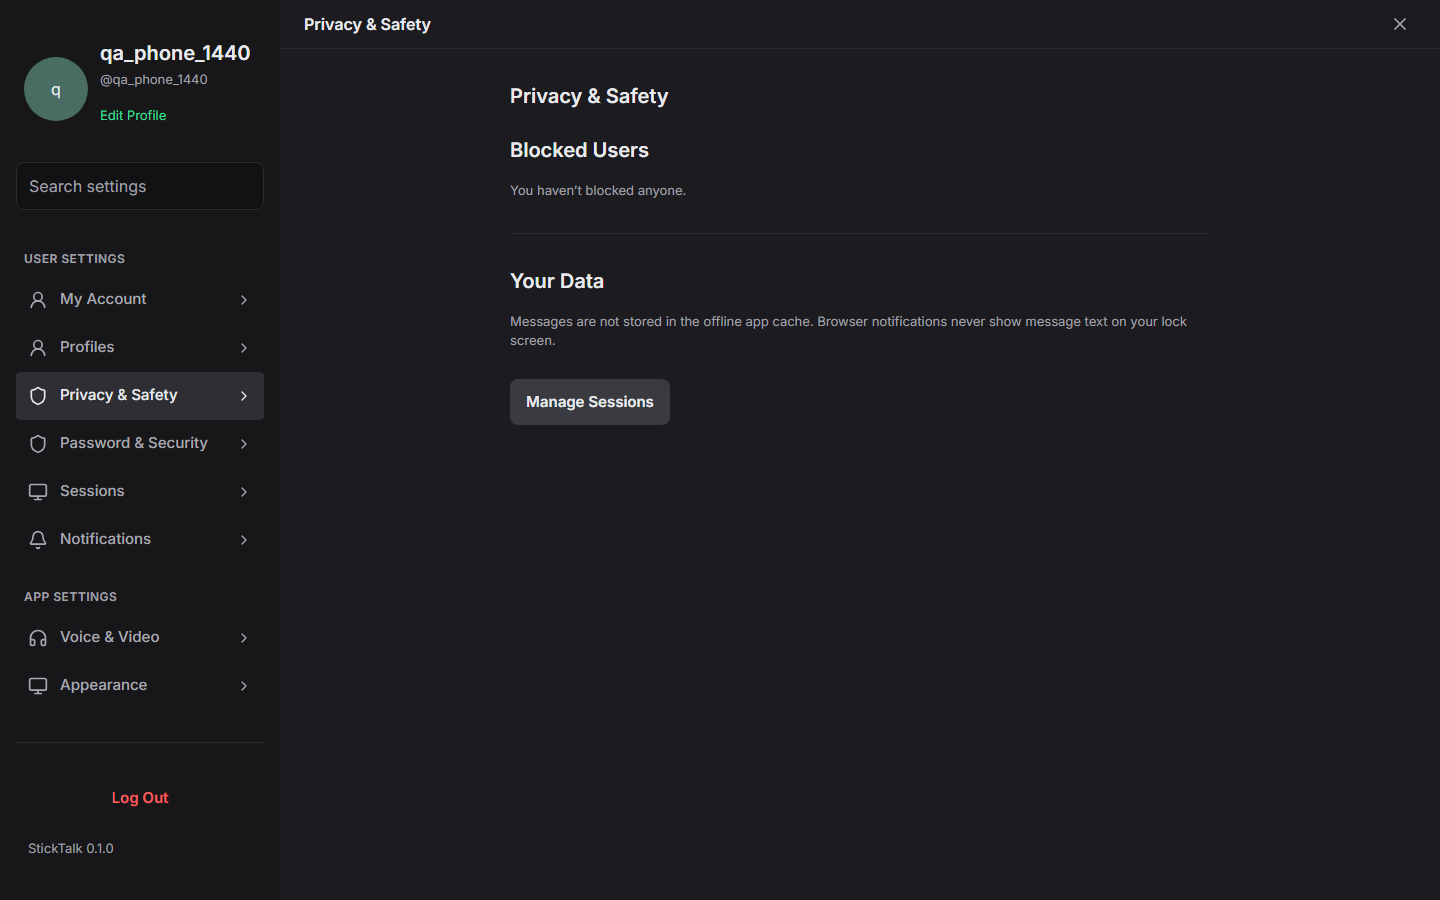 qa_phone_1440
@qa_phone_1440
q
Edit Profile
Search settings
USER SETTINGS
My Account
Profiles
Privacy & Safety
Password & Security
Sessions
Notifications
APP SETTINGS
Voice & Video
Appearance
Log Out
StickTalk 0.1.0
Privacy & Safety
Privacy & Safety
Blocked Users
You haven't blocked anyone.
Your Data
Messages are not stored in the offline app cache. Browser notifications never show message text on your lock
screen.
Manage Sessions